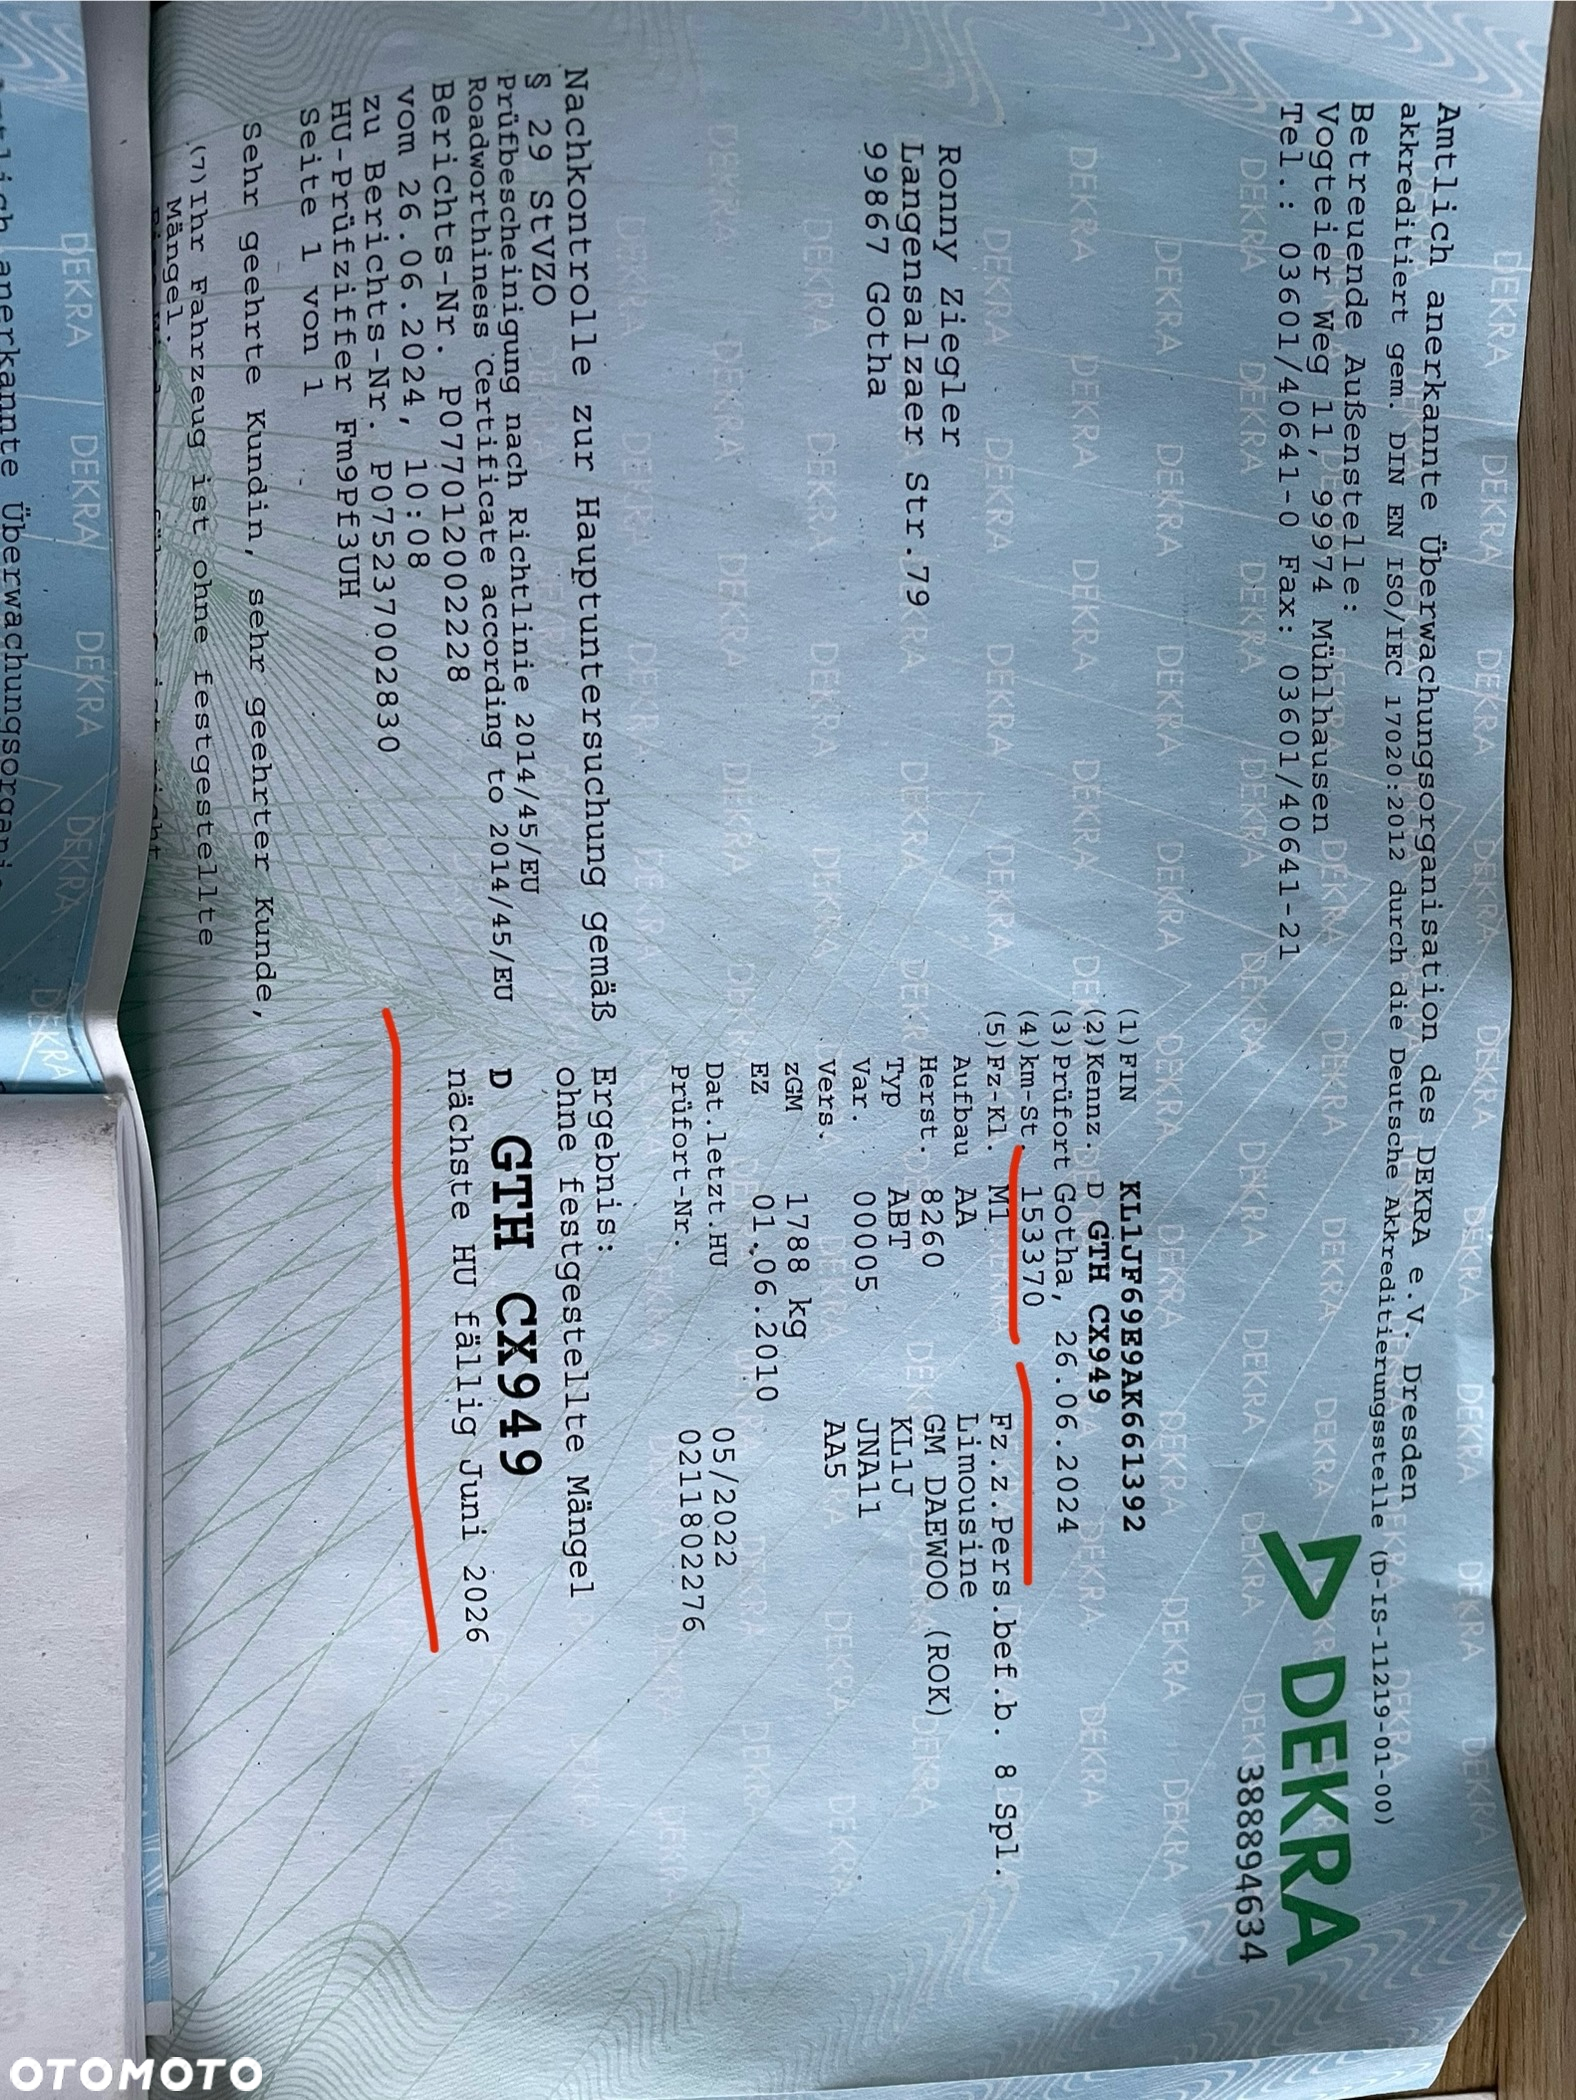 Amtlich anerkannte Überwachungsorganisation des DEKRA e.V. Dresden
akkreditiert gem. DIN EN ISO/IEC 17020:2012 durch die Deutsche Akkreditierungsstelle (D-IS-11219-01-00)
Betreuende Außenstelle:
Vogteier Weg 11, 99974 Mühlhausen
Tel.: 03601/40641-0 Fax: 03601/40641-21
DEKRA
388894634
Ronny Ziegler
Langensalzaer Str.79
99867 Gotha
(1)FIN KL1JF69E9AK661392
(2)Kennz. D GTH CX949
(3)Prüfort Gotha, 26.06.2024
(4)km-St. 153370
(5)Fz-Kl. M1 Fz.z.Pers.bef.b. 8 Spl.
Aufbau AA Limousine
Herst. 8260 GM DAEWOO (ROK)
Typ ABT KL1J
Var. 00005 JNA11
Vers. AA5
zGM 1788 kg
EZ 01.06.2010
Dat.letzt.HU 05/2022
Prüfort-Nr. 0211802276
Nachkontrolle zur Hauptuntersuchung gemäß
§ 29 StVZO
Prüfbescheinigung nach Richtlinie 2014/45/EU
Roadworthiness Certificate according to 2014/45/EU
Berichts-Nr. P077012002228
vom 26.06.2024, 10:08
zu Berichts-Nr. P075237002830
HU-Prüfziffer Fm9Pf3UH
Seite 1 von 1
Ergebnis:
ohne festgestellte Mängel
D GTH CX949
nächste HU fällig Juni 2026
Sehr geehrte Kundin, sehr geehrter Kunde,
(7)Ihr Fahrzeug ist ohne festgestellte
Mängel.
anerkannte Überwachungsorgani
OTOMOTO